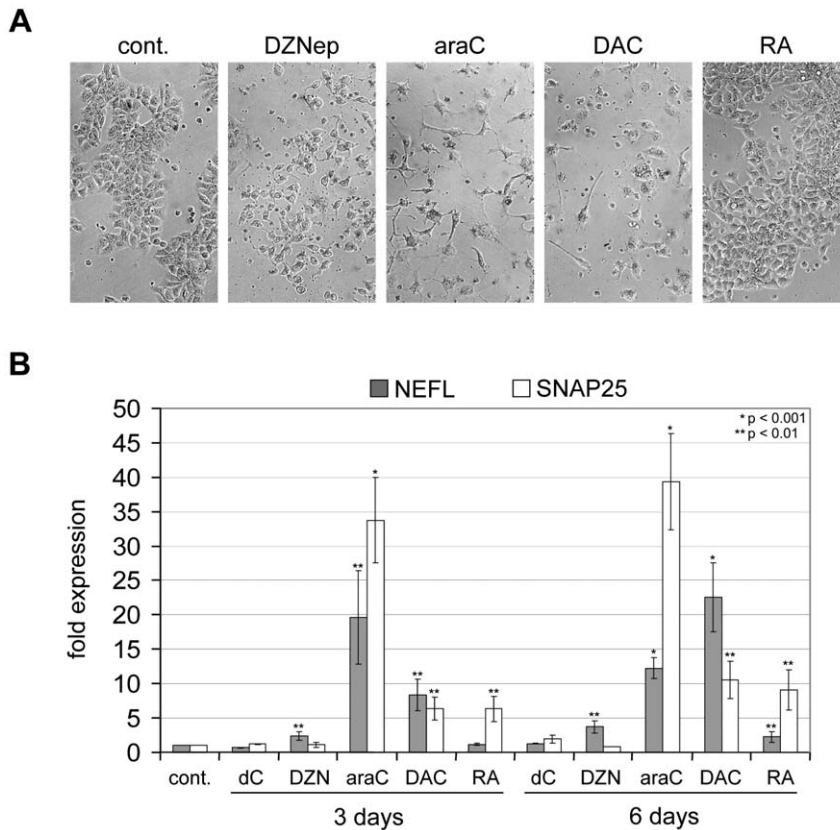 A
cont. DZNep araC DAC RA
B
NEFL SNAP25
* p < 0.001
** p < 0.01
fold expression
50
45
40
35
30
25
20
15
10
5
0
* *
** *
** ** ** ** ** * ** ** **
cont. dC DZN araC DAC RA dC DZN araC DAC RA
3 days 6 days